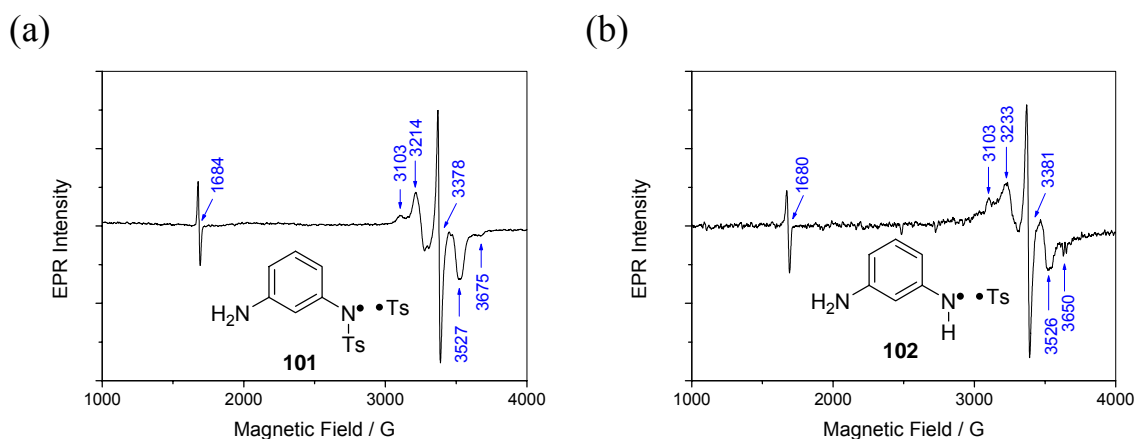 (a)
EPR Intensity
1684
3103
3214
3378
3527
3675
H₂N
N• •Ts
Ts
101
1000 2000 3000 4000
Magnetic Field / G
(b)
EPR Intensity
1680
3103
3233
3381
3526
3650
H₂N
N• •Ts
H
102
1000 2000 3000 4000
Magnetic Field / G